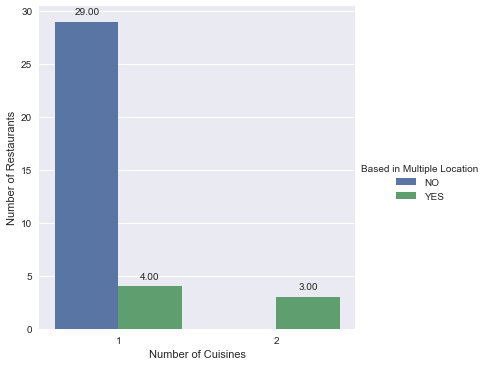 30
29.00
25
20
15
10
5
0
4.00
3.00
1
2
Number of Restaurants
Number of Cuisines
Based in Multiple Location
NO
YES